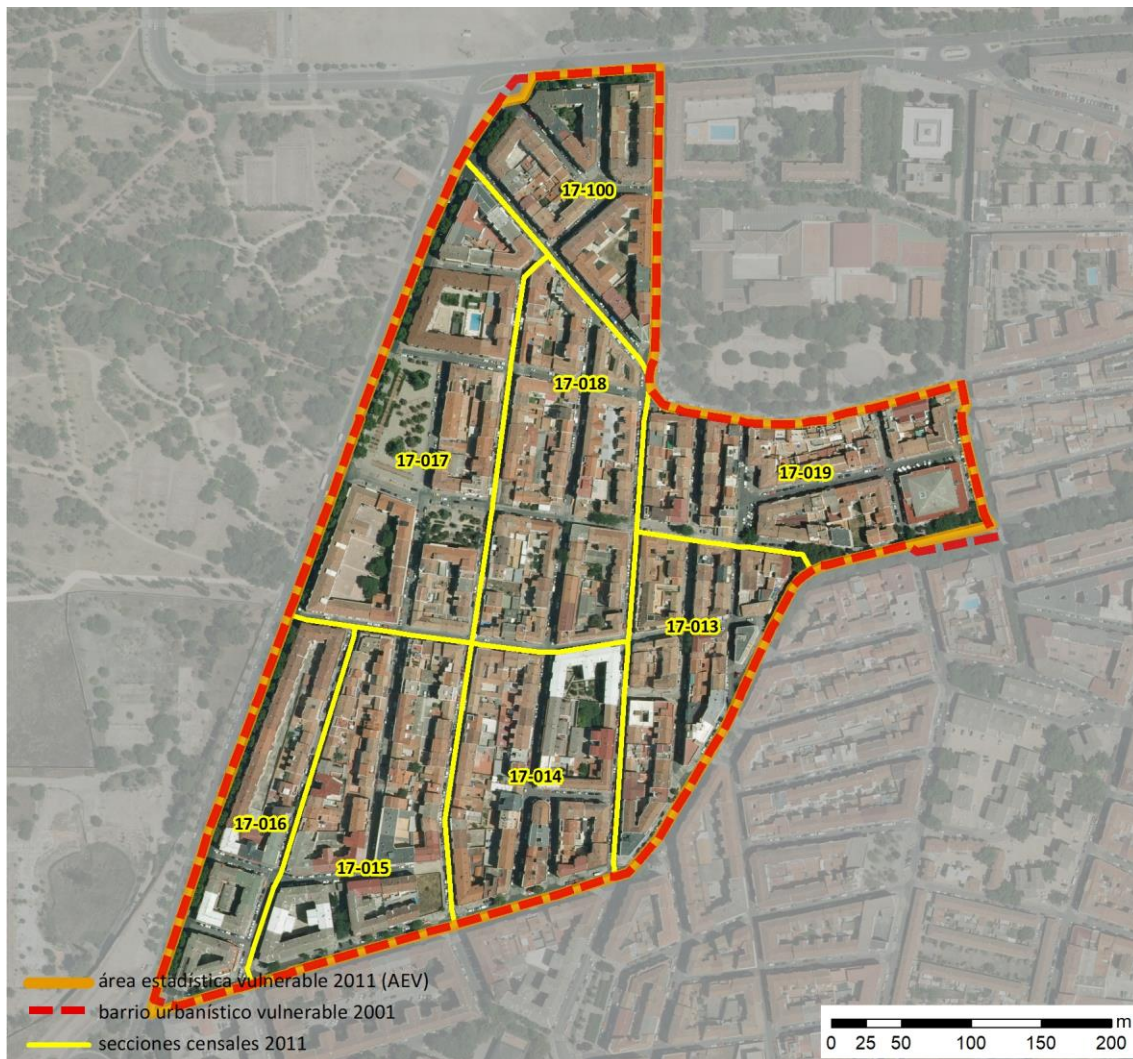 17-100
17-018
17-017
17-019
17-013
17-014
17-016
17-015
área estadística vulnerable 2011 (AEV)
barrio urbanístico vulnerable 2001
secciones censales 2011
m
0 25 50 100 150 200